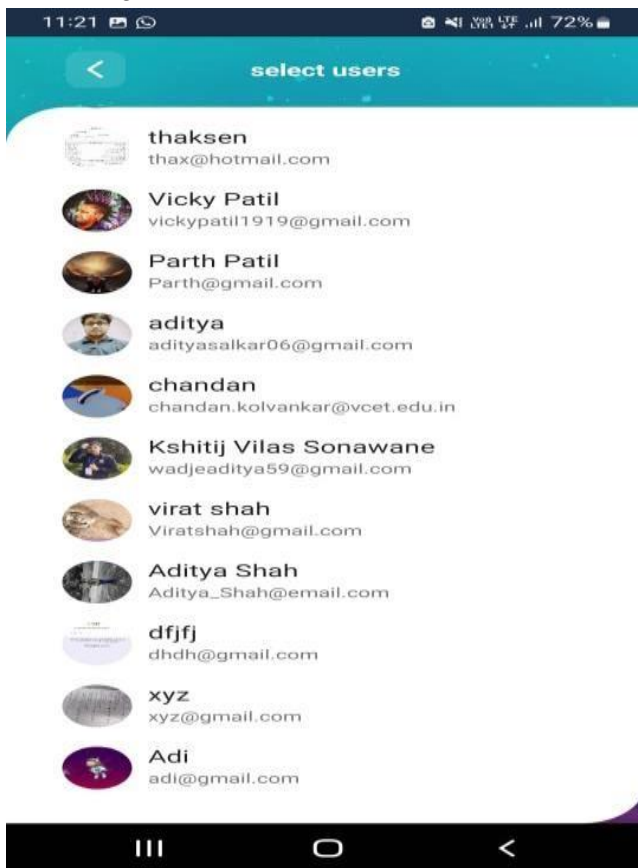 11:21
Vo)) LTE 72%
LTE1
select users
thaksen
thax@hotmail.com
Vicky Patil
vickypatil1919@gmail.com
Parth Patil
Parth@gmail.com
aditya
adityasalkar06@gmail.com
chandan
chandan.kolvankar@vcet.edu.in
Kshitij Vilas Sonawane
wadjeaditya59@gmail.com
virat shah
Viratshah@gmail.com
Aditya Shah
Aditya_Shah@email.com
dfjfj
dhdh@gmail.com
xyz
xyz@gmail.com
Adi
adi@gmail.com